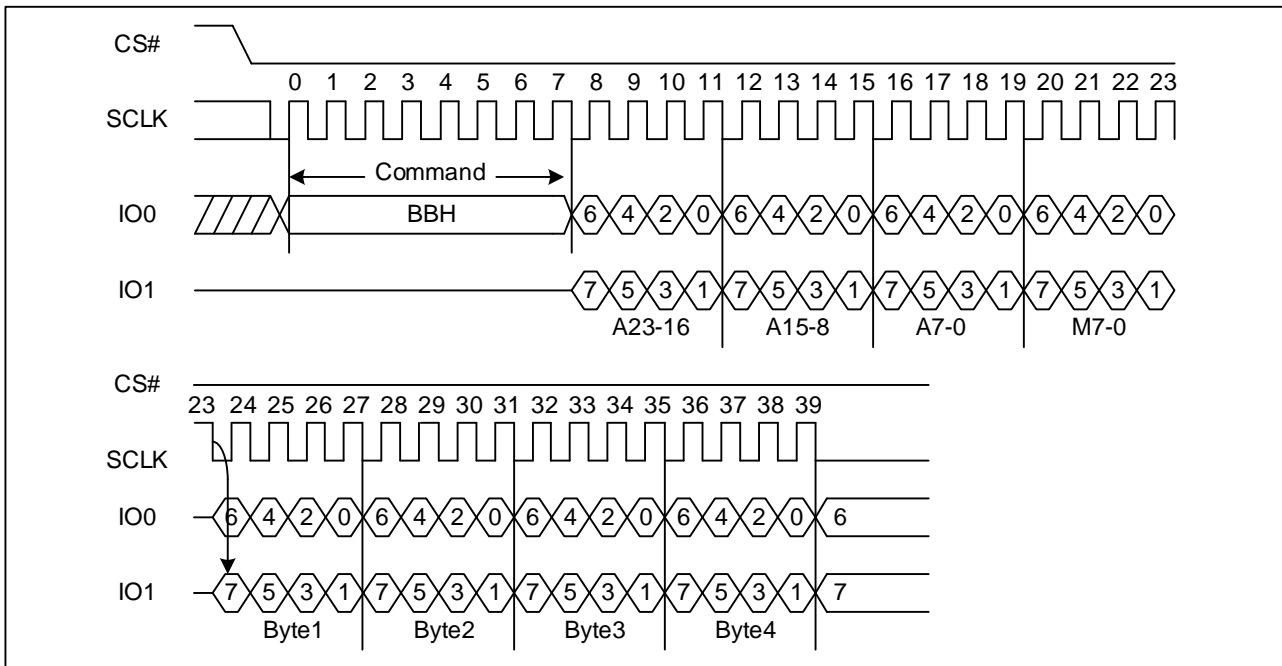 CS#
0 1 2 3 4 5 6 7 8 9 10 11 12 13 14 15 16 17 18 19 20 21 22 23
SCLK
Command
IO0 BBH 6 4 2 0 6 4 2 0 6 4 2 0 6 4 2 0
IO1 7 5 3 1 7 5 3 1 7 5 3 1 7 5 3 1
A23-16 A15-8 A7-0 M7-0
CS#
23 24 25 26 27 28 29 30 31 32 33 34 35 36 37 38 39
SCLK
IO0 6 4 2 0 6 4 2 0 6 4 2 0 6 4 2 0 6
IO1 7 5 3 1 7 5 3 1 7 5 3 1 7 5 3 1 7
Byte1 Byte2 Byte3 Byte4